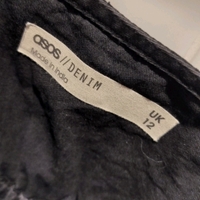 asos//DENIM
Made in India
UK
12